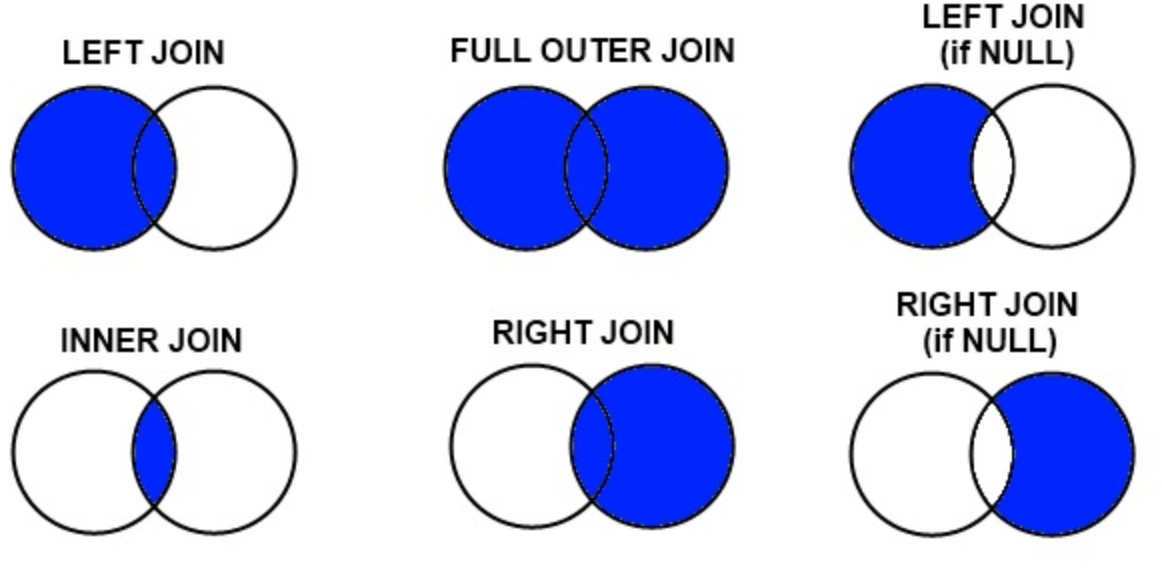 LEFT JOIN
FULL OUTER JOIN
LEFT JOIN
(if NULL)
INNER JOIN
RIGHT JOIN
RIGHT JOIN
(if NULL)